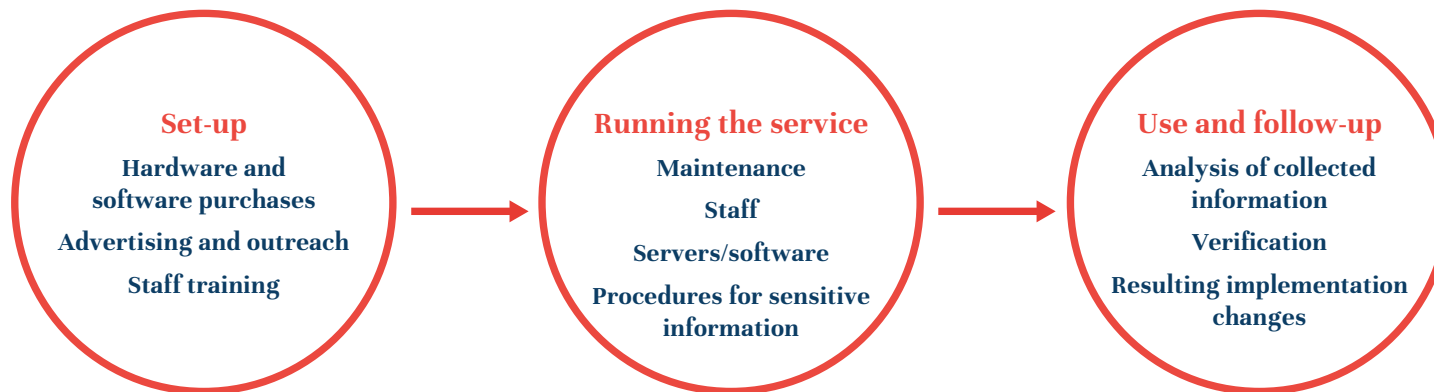 Set-up
Hardware and
software purchases
Advertising and outreach
Staff training
Running the service
Maintenance
Staff
Servers/software
Procedures for sensitive
information
Use and follow-up
Analysis of collected
information
Verification
Resulting implementation
changes